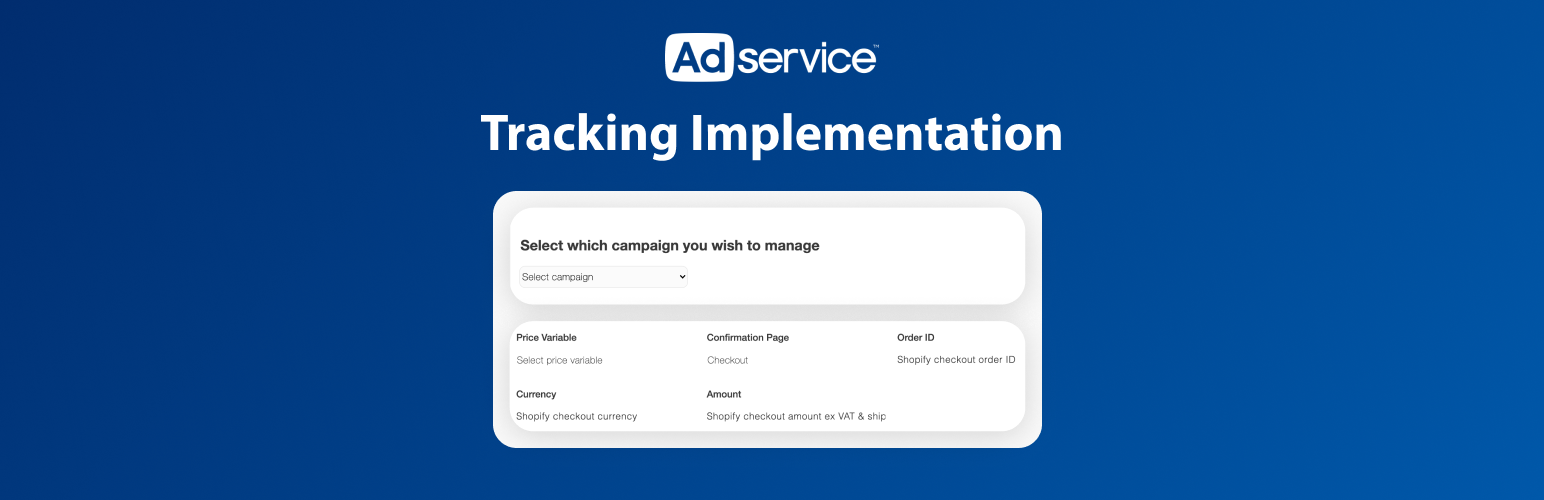 Adservice™
Tracking Implementation
Select which campaign you wish to manage
Select campaign
Price Variable Confirmation Page Order ID
Select price variable Checkout Shopify checkout order ID
Currency Amount
Shopify checkout currency Shopify checkout amount ex VAT & ship